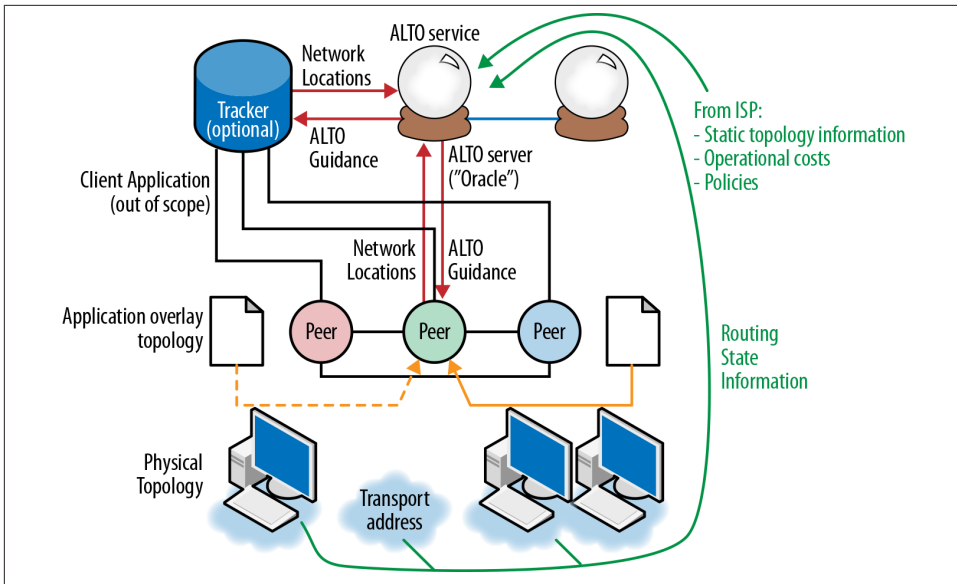 ALTO service
Network
Locations
Tracker
(optional)
ALTO
Guidance
From ISP:
- Static topology information
- Operational costs
- Policies
ALTO server
("Oracle")
Client Application
(out of scope)
Network
Locations
ALTO
Guidance
Application overlay
topology
Peer
Peer
Peer
Routing
State
Information
Physical
Topology
Transport
address